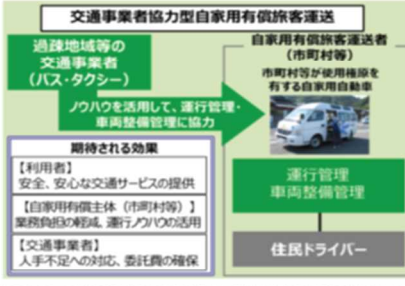 交通事業者協力型自家用有償旅客運送
過疎地域等の
交通事業者
(バス・タクシー)
自家用有償旅客運送者
(市町村等)
市町村等が使用権原を
有する自家用自動車
ノウハウを活用して、運行管理・
車両整備管理に協力
期待される効果
【利用者】
安全、安心な交通サービスの提供
【自家用有償主体(市町村等)】
業務負担の軽減、運行ノウハウの活用
【交通事業者】
人手不足への対応、委託費の確保
運行管理
車両整備管理
住民ドライバー